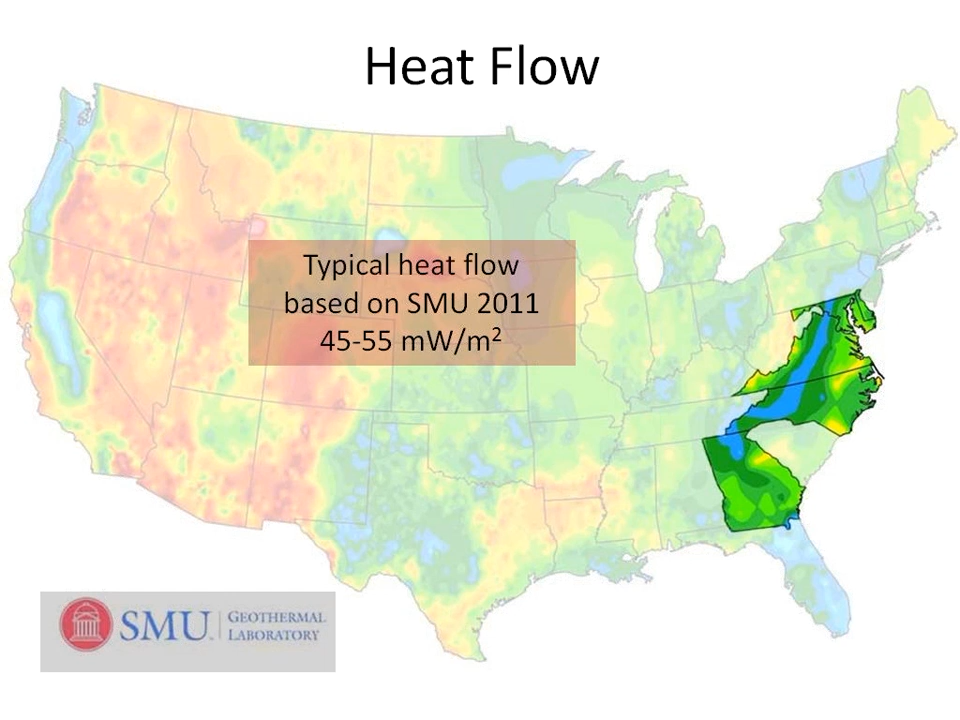 Heat Flow
Typical heat flow
based on SMU 2011
45-55 mW/m²
SMU. GEOTHERMAL
LABORATORY